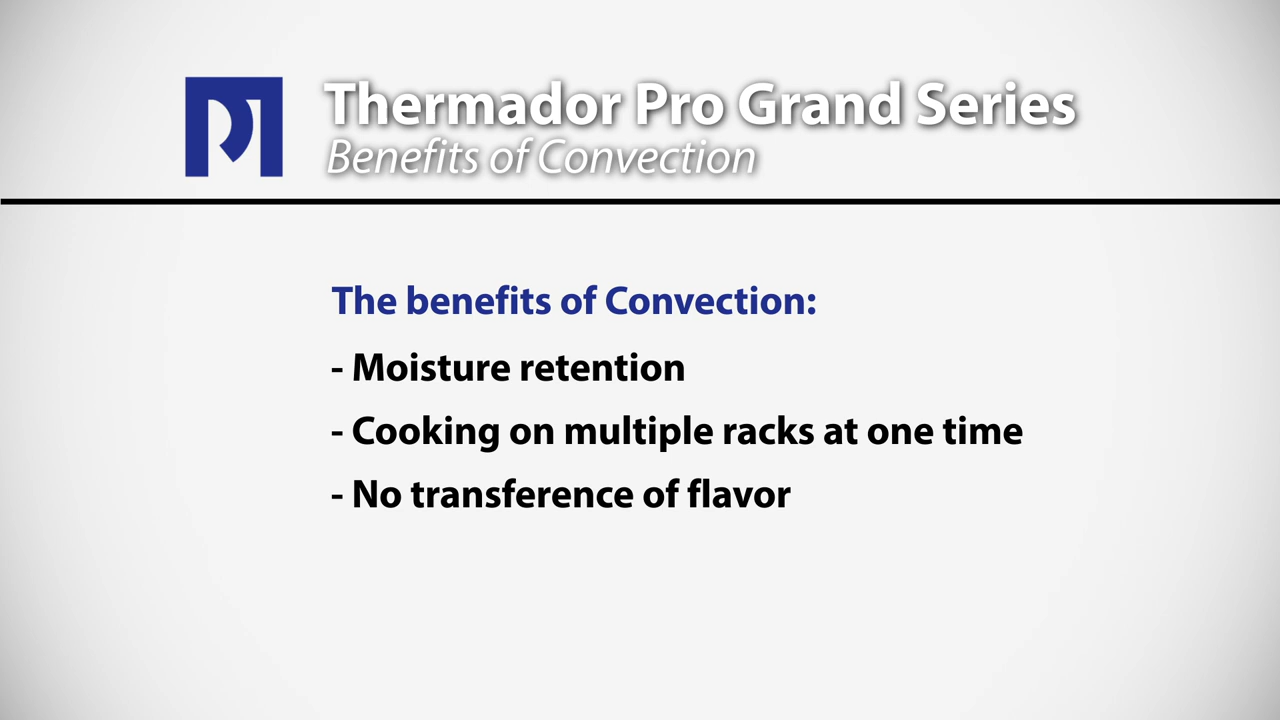 Thermador Pro Grand Series
Benefits of Convection
The benefits of Convection:
- Moisture retention
- Cooking on multiple racks at one time
- No transference of flavor